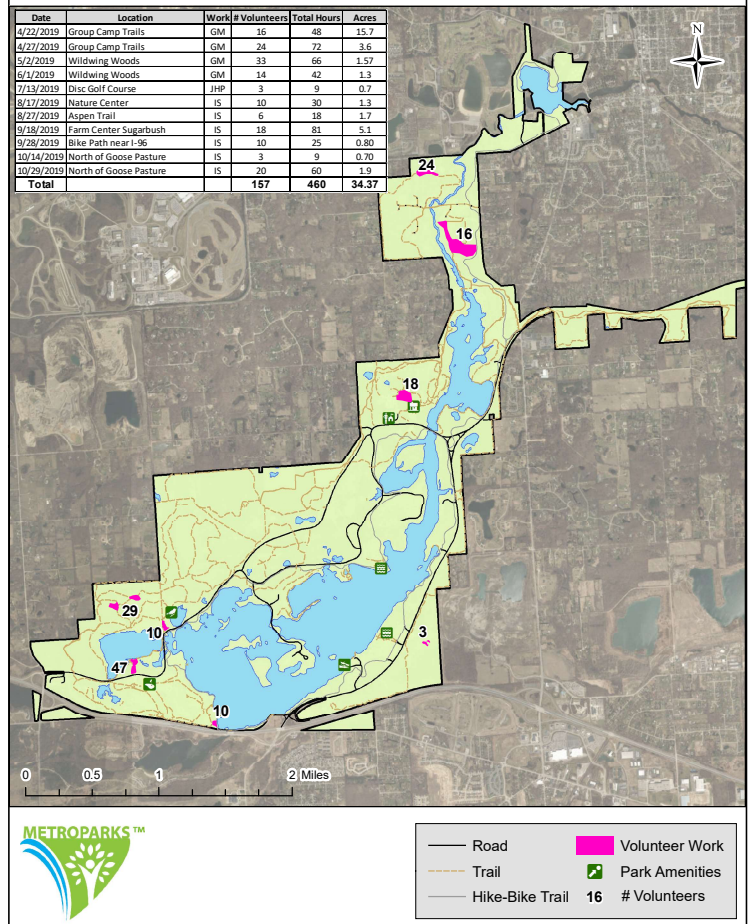 Date Location Work # Volunteers Total Hours Acres
4/22/2019 Group Camp Trails GM 16 48 15.7
4/27/2019 Group Camp Trails GM 24 72 3.6
5/2/2019 Wildwing Woods GM 33 66 1.57
6/1/2019 Wildwing Woods GM 14 42 1.3
7/13/2019 Disc Golf Course JHP 3 9 0.7
8/17/2019 Nature Center IS 10 30 1.3
8/27/2019 Aspen Trail IS 6 18 1.7
9/18/2019 Farm Center Sugarbush IS 18 81 5.1
9/28/2019 Bike Path near I-96 IS 10 25 0.80
10/14/2019 North of Goose Pasture IS 3 9 0.70
10/29/2019 North of Goose Pasture IS 20 60 1.9
Total 157 460 34.37
N
24
16
18
29
10
3
47
10
0 0.5 1 2 Miles
METROPARKS™
Road Volunteer Work
Trail Park Amenities
Hike-Bike Trail 16 # Volunteers